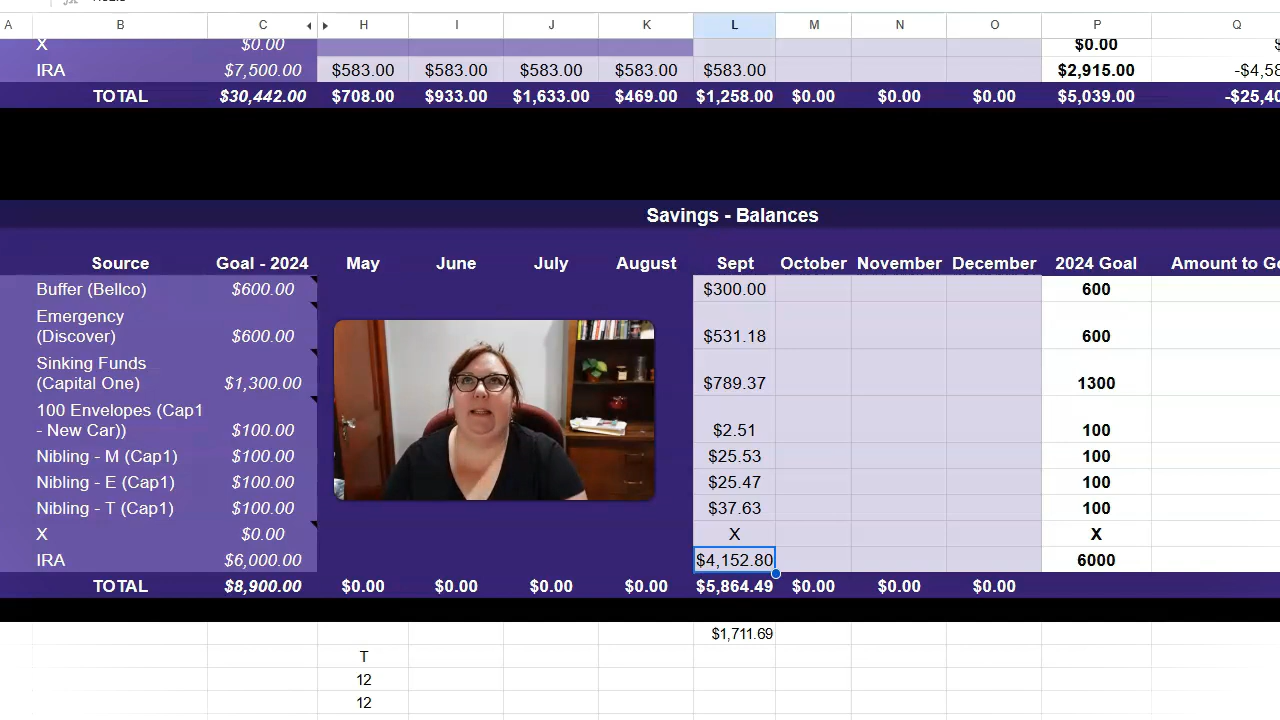 A B C H I J K L M N O P Q
X $0.00 $0.00
IRA $7,500.00 $583.00 $583.00 $583.00 $583.00 $583.00 $2,915.00 -$4,58
TOTAL $30,442.00 $708.00 $933.00 $1,633.00 $469.00 $1,258.00 $0.00 $0.00 $0.00 $5,039.00 -$25,40
Savings - Balances
Source Goal - 2024 May June July August Sept October November December 2024 Goal Amount to Go
Buffer (Bellco) $600.00 $300.00 600
Emergency
(Discover) $600.00 $531.18 600
Sinking Funds
(Capital One) $1,300.00 $789.37 1300
100 Envelopes (Cap1
- New Car)) $100.00 $2.51 100
Nibling - M (Cap1) $100.00 $25.53 100
Nibling - E (Cap1) $100.00 $25.47 100
Nibling - T (Cap1) $100.00 $37.63 100
X $0.00 X X
IRA $6,000.00 $4,152.80 6000
TOTAL $8,900.00 $0.00 $0.00 $0.00 $0.00 $5,864.49 $0.00 $0.00 $0.00
$1,711.69
T
12
12